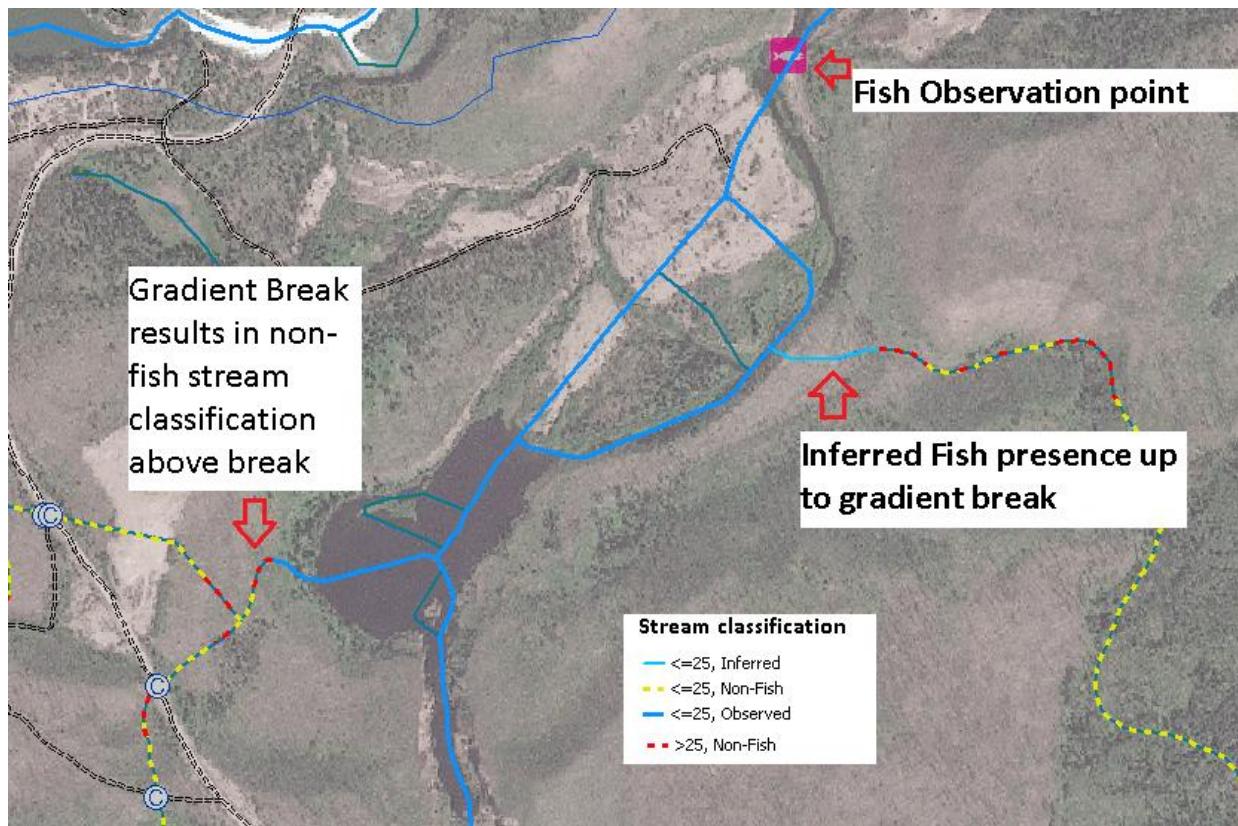 Fish Observation point
Gradient Break
results in non-
fish stream
classification
above break
Inferred Fish presence up
to gradient break
C
C
C
Stream classification
<=25, Inferred
<=25, Non-Fish
<=25, Observed
>25, Non-Fish